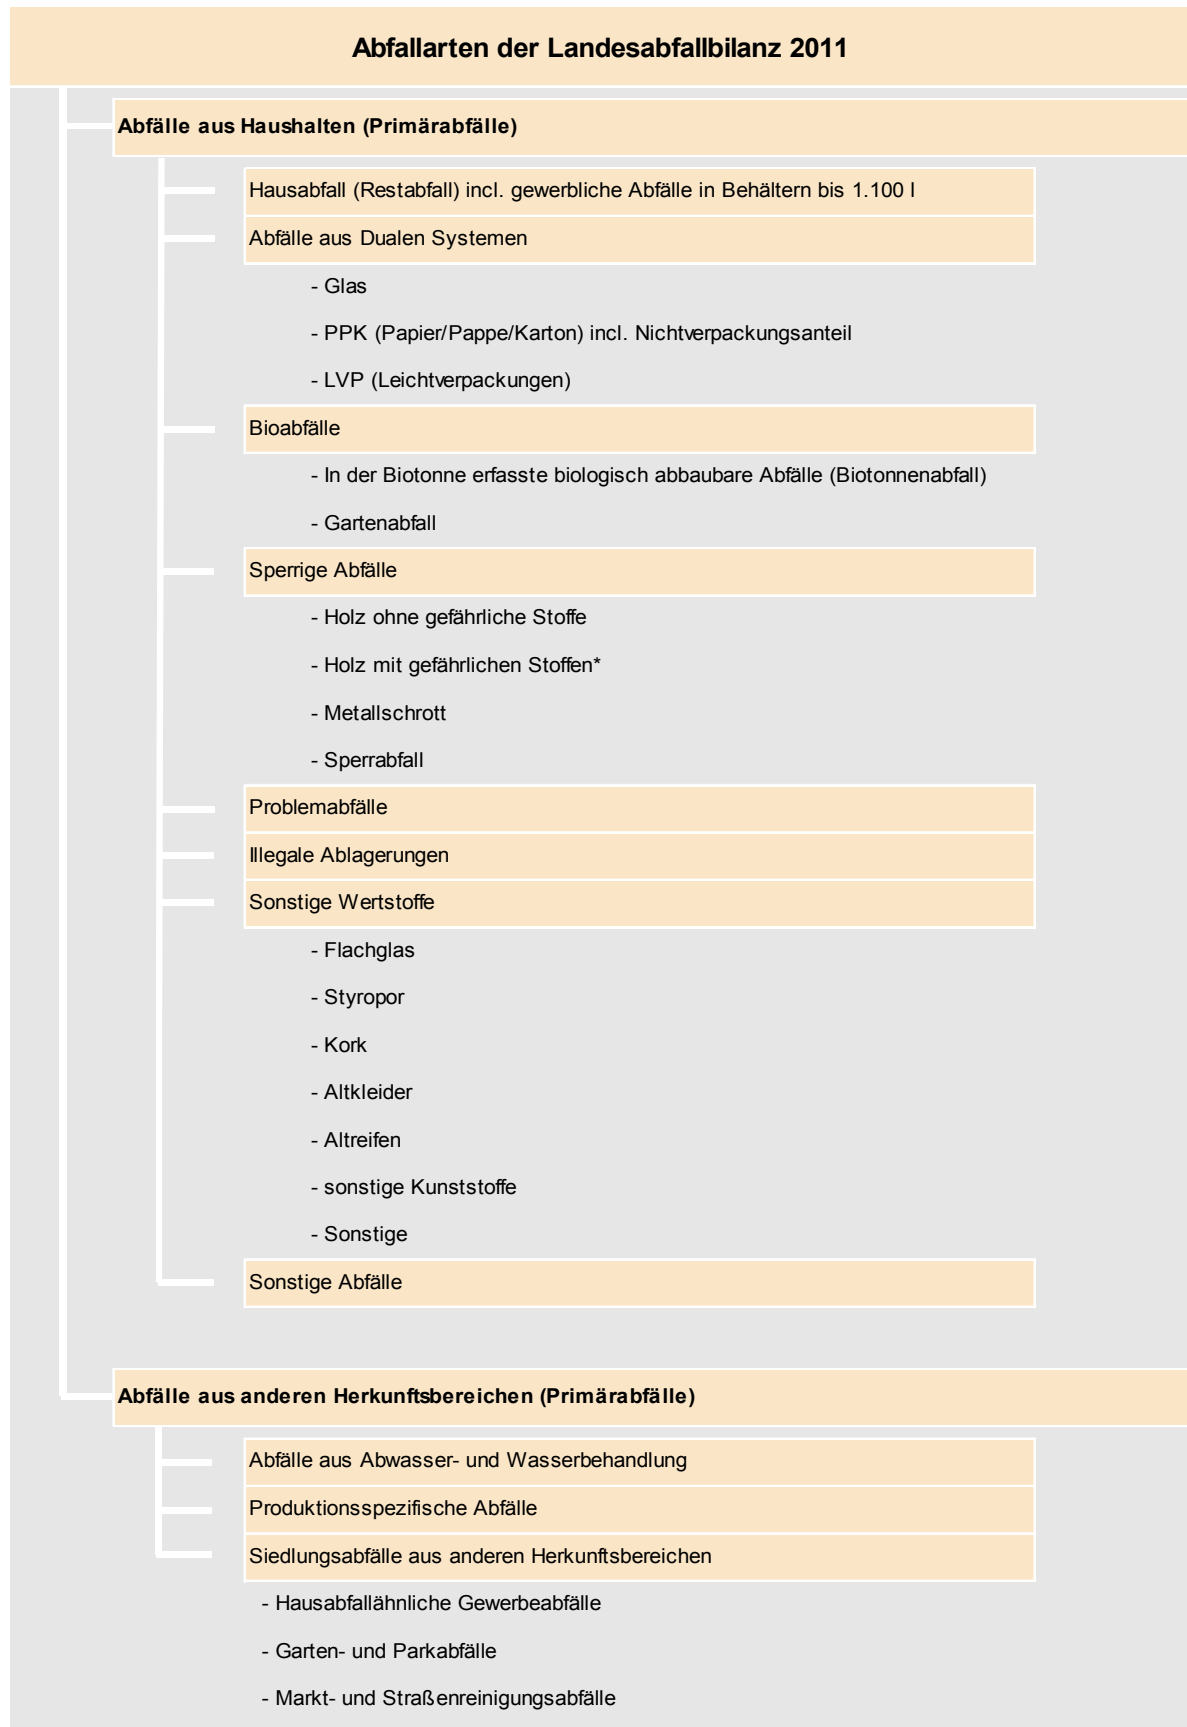 Abfallarten der Landesabfallbilanz 2011
Abfälle aus Haushalten (Primärabfälle)
Hausabfall (Restabfall) incl. gewerbliche Abfälle in Behältern bis 1.100 l
Abfälle aus Dualen Systemen
- Glas
- PPK (Papier/Pappe/Karton) incl. Nichtverpackungsanteil
- LVP (Leichtverpackungen)
Bioabfälle
- In der Biotonne erfasste biologisch abbaubare Abfälle (Biotonnenabfall)
- Gartenabfall
Sperrige Abfälle
- Holz ohne gefährliche Stoffe
- Holz mit gefährlichen Stoffen*
- Metallschrott
- Sperrabfall
Problemabfälle
Illegale Ablagerungen
Sonstige Wertstoffe
- Flachglas
- Styropor
- Kork
- Altkleider
- Altreifen
- sonstige Kunststoffe
- Sonstige
Sonstige Abfälle
Abfälle aus anderen Herkunftsbereichen (Primärabfälle)
Abfälle aus Abwasser- und Wasserbehandlung
Produktionsspezifische Abfälle
Siedlungsabfälle aus anderen Herkunftsbereichen
- Hausabfallähnliche Gewerbeabfälle
- Garten- und Parkabfälle
- Markt- und Straßenreinigungsabfälle